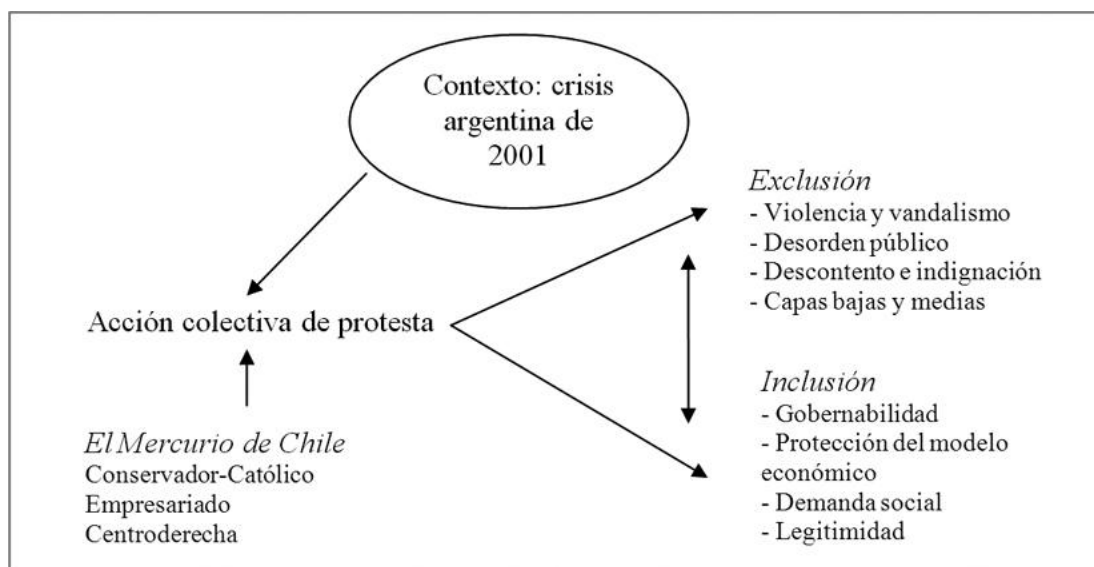 Contexto: crisis
argentina de
2001
Exclusión
- Violencia y vandalismo
- Desorden público
- Descontento e indignación
- Capas bajas y medias
Acción colectiva de protesta
El Mercurio de Chile
Conservador-Católico
Empresariado
Centroderecha
Inclusión
- Gobernabilidad
- Protección del modelo
económico
- Demanda social
- Legitimidad